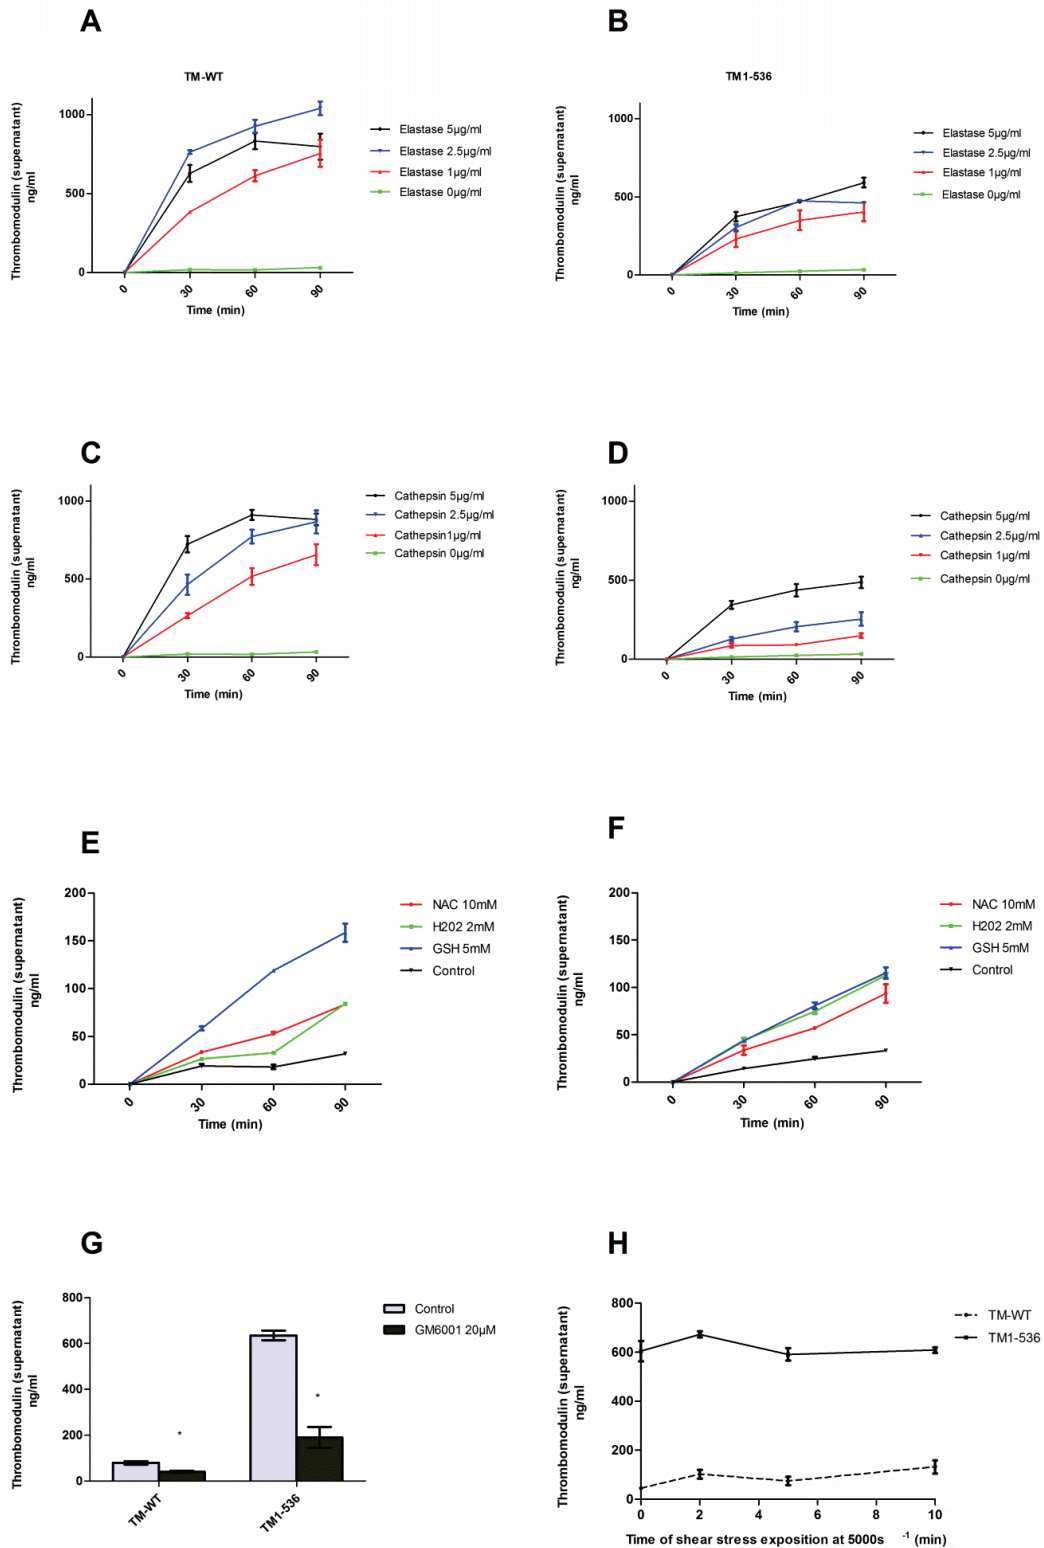 A
TM-WT
Thrombomodulin (supernatant)
ng/ml
1000
500
0
0
30
60
90
Time (min)
Elastase 5µg/ml
Elastase 2.5µg/ml
Elastase 1µg/ml
Elastase 0µg/ml
B
TM1-536
Thrombomodulin (supernatant)
ng/ml
1000
500
0
0
30
60
90
Time (min)
Elastase 5µg/ml
Elastase 2.5µg/ml
Elastase 1µg/ml
Elastase 0µg/ml
C
Thrombomodulin (supernatant)
ng/ml
1000
500
0
0
30
60
90
Time (min)
Cathepsin 5µg/ml
Cathepsin 2.5µg/ml
Cathepsin1µg/ml
Cathepsin 0µg/ml
D
Thrombomodulin (supernatant)
ng/ml
1000
500
0
0
30
60
90
Time (min)
Cathepsin 5µg/ml
Cathepsin 2.5µg/ml
Cathepsin 1µg/ml
Cathepsin 0µg/ml
E
Thrombomodulin (supernatant)
ng/ml
200
150
100
50
0
0
30
60
90
Time (min)
NAC 10mM
H202 2mM
GSH 5mM
Control
F
Thrombomodulin (supernatant)
ng/ml
200
150
100
50
0
0
30
60
90
Time (min)
NAC 10mM
H202 2mM
GSH 5mM
Control
G
Thrombomodulin (supernatant)
ng/ml
800
600
400
200
0
*
*
TM-WT
TM1-536
Control
GM6001 20µM
H
Thrombomodulin (supernatant)
ng/ml
800
600
400
200
0
0 2 4 6 8 10
Time of shear stress exposition at 5000s -1 (min)
TM-WT
TM1-536